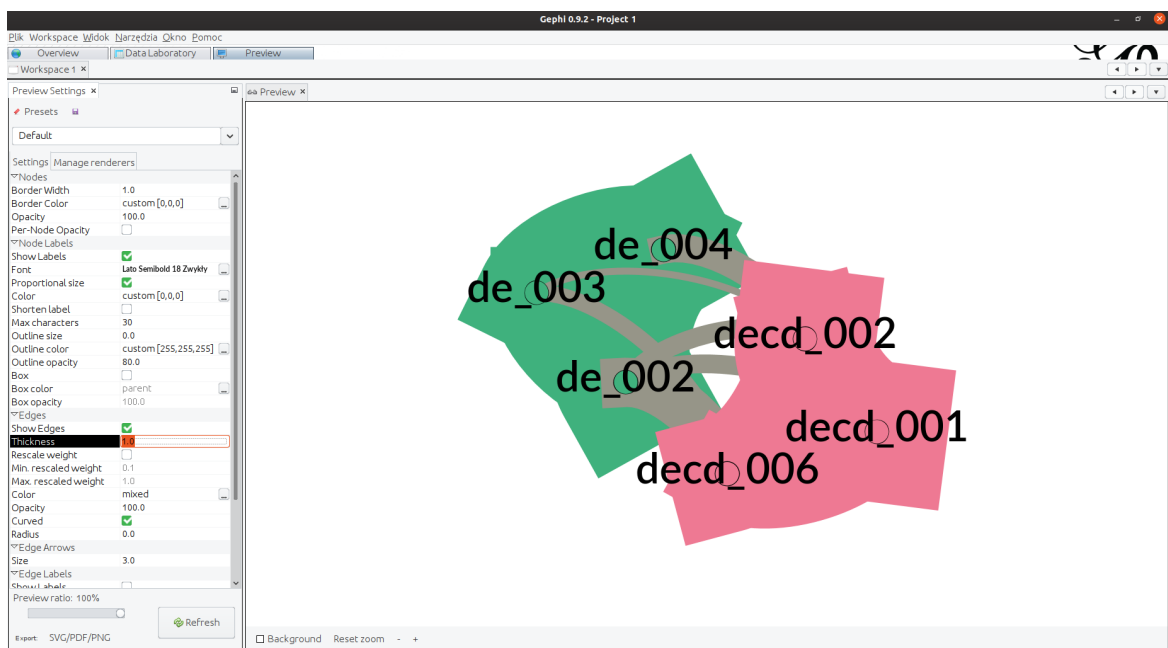 Gephi 0.9.2 - Project 1
Plik Workspace Widok Narzędzia Okno Pomoc
Overview Data Laboratory Preview
Workspace 1 ×
Preview Settings × Preview ×
Presets
Default
Settings Manage renderers
Nodes
Border Width 1.0
Border Color custom [0,0,0] ...
Opacity 100.0
Per-Node Opacity
Node Labels
Show Labels
Font Lato Semibold 18 Zwykły ...
Proportional size
Color custom [0,0,0] ...
Shorten label
Max characters 30
Outline size 0.0
Outline color custom [255,255,255] ...
Outline opacity 80.0
Box
Box color parent ...
Box opacity 100.0
Edges
Show Edges
Thickness 1.0
Rescale weight
Min. rescaled weight 0.1
Max. rescaled weight 1.0
Color mixed ...
Opacity 100.0
Curved
Radius 0.0
Edge Arrows
Size 3.0
Edge Labels
Show Labels
Preview ratio: 100%
Refresh
Export: SVG/PDF/PNG
de_004
de_003
decd_002
de_002
decd_001
decd_006
Background Reset zoom - +